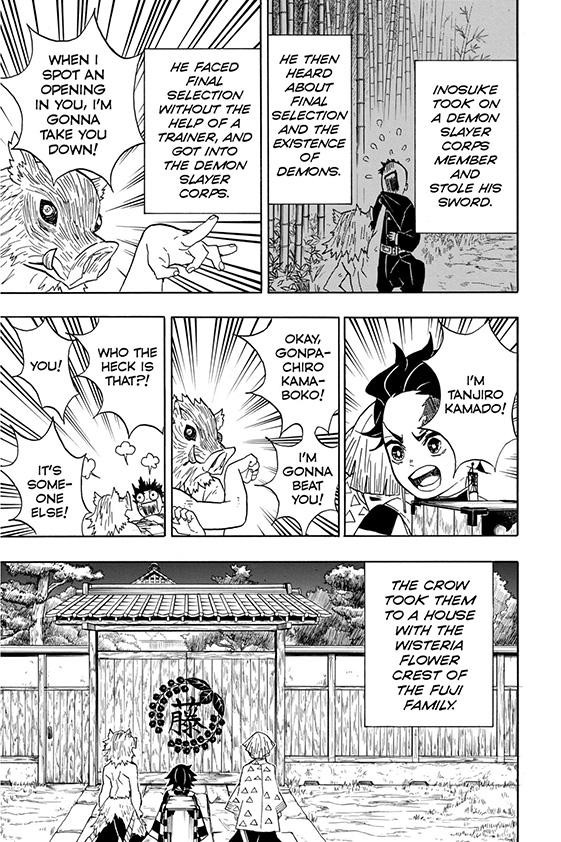 INOSUKE
TOOK ON
A DEMON
SLAYER
CORPS
MEMBER
AND
STOLE HIS
SWORD.
HE THEN
HEARD
ABOUT
FINAL
SELECTION
AND THE
EXISTENCE
OF
DEMONS.
HE FACED
FINAL
SELECTION
WITHOUT THE
HELP OF A
TRAINER, AND
GOT INTO
THE DEMON
SLAYER
CORPS.
WHEN I
SPOT AN
OPENING
IN YOU, I'M
GONNA
TAKE YOU
DOWN!
I'M
TANJIRO
KAMADO!
OKAY,
GONPA-
CHIRO
KAMA-
BOKO!
I'M
GONNA
BEAT
YOU!
WHO THE
HECK IS
THAT?!
YOU!
IT'S
SOME-
ONE
ELSE!
THE CROW
TOOK THEM
TO A HOUSE
WITH THE
WISTERIA
FLOWER
CREST OF
THE FUJI
FAMILY.
藤